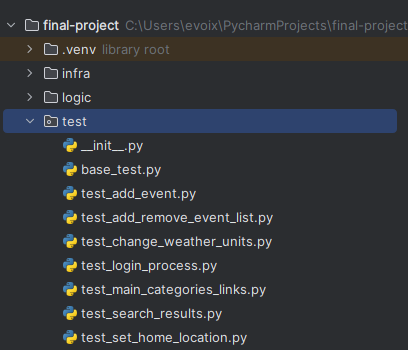 final-project C:\Users\evoix\PycharmProjects\final-project
.venv library root
infra
logic
test
__init__.py
base_test.py
test_add_event.py
test_add_remove_event_list.py
test_change_weather_units.py
test_login_process.py
test_main_categories_links.py
test_search_results.py
test_set_home_location.py